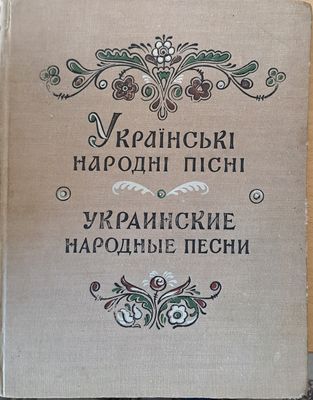 Українські
НАРОДНІ ПІСНІ
УКРАИНСКИЕ
НАРОДНЫЕ ПЕСНИ